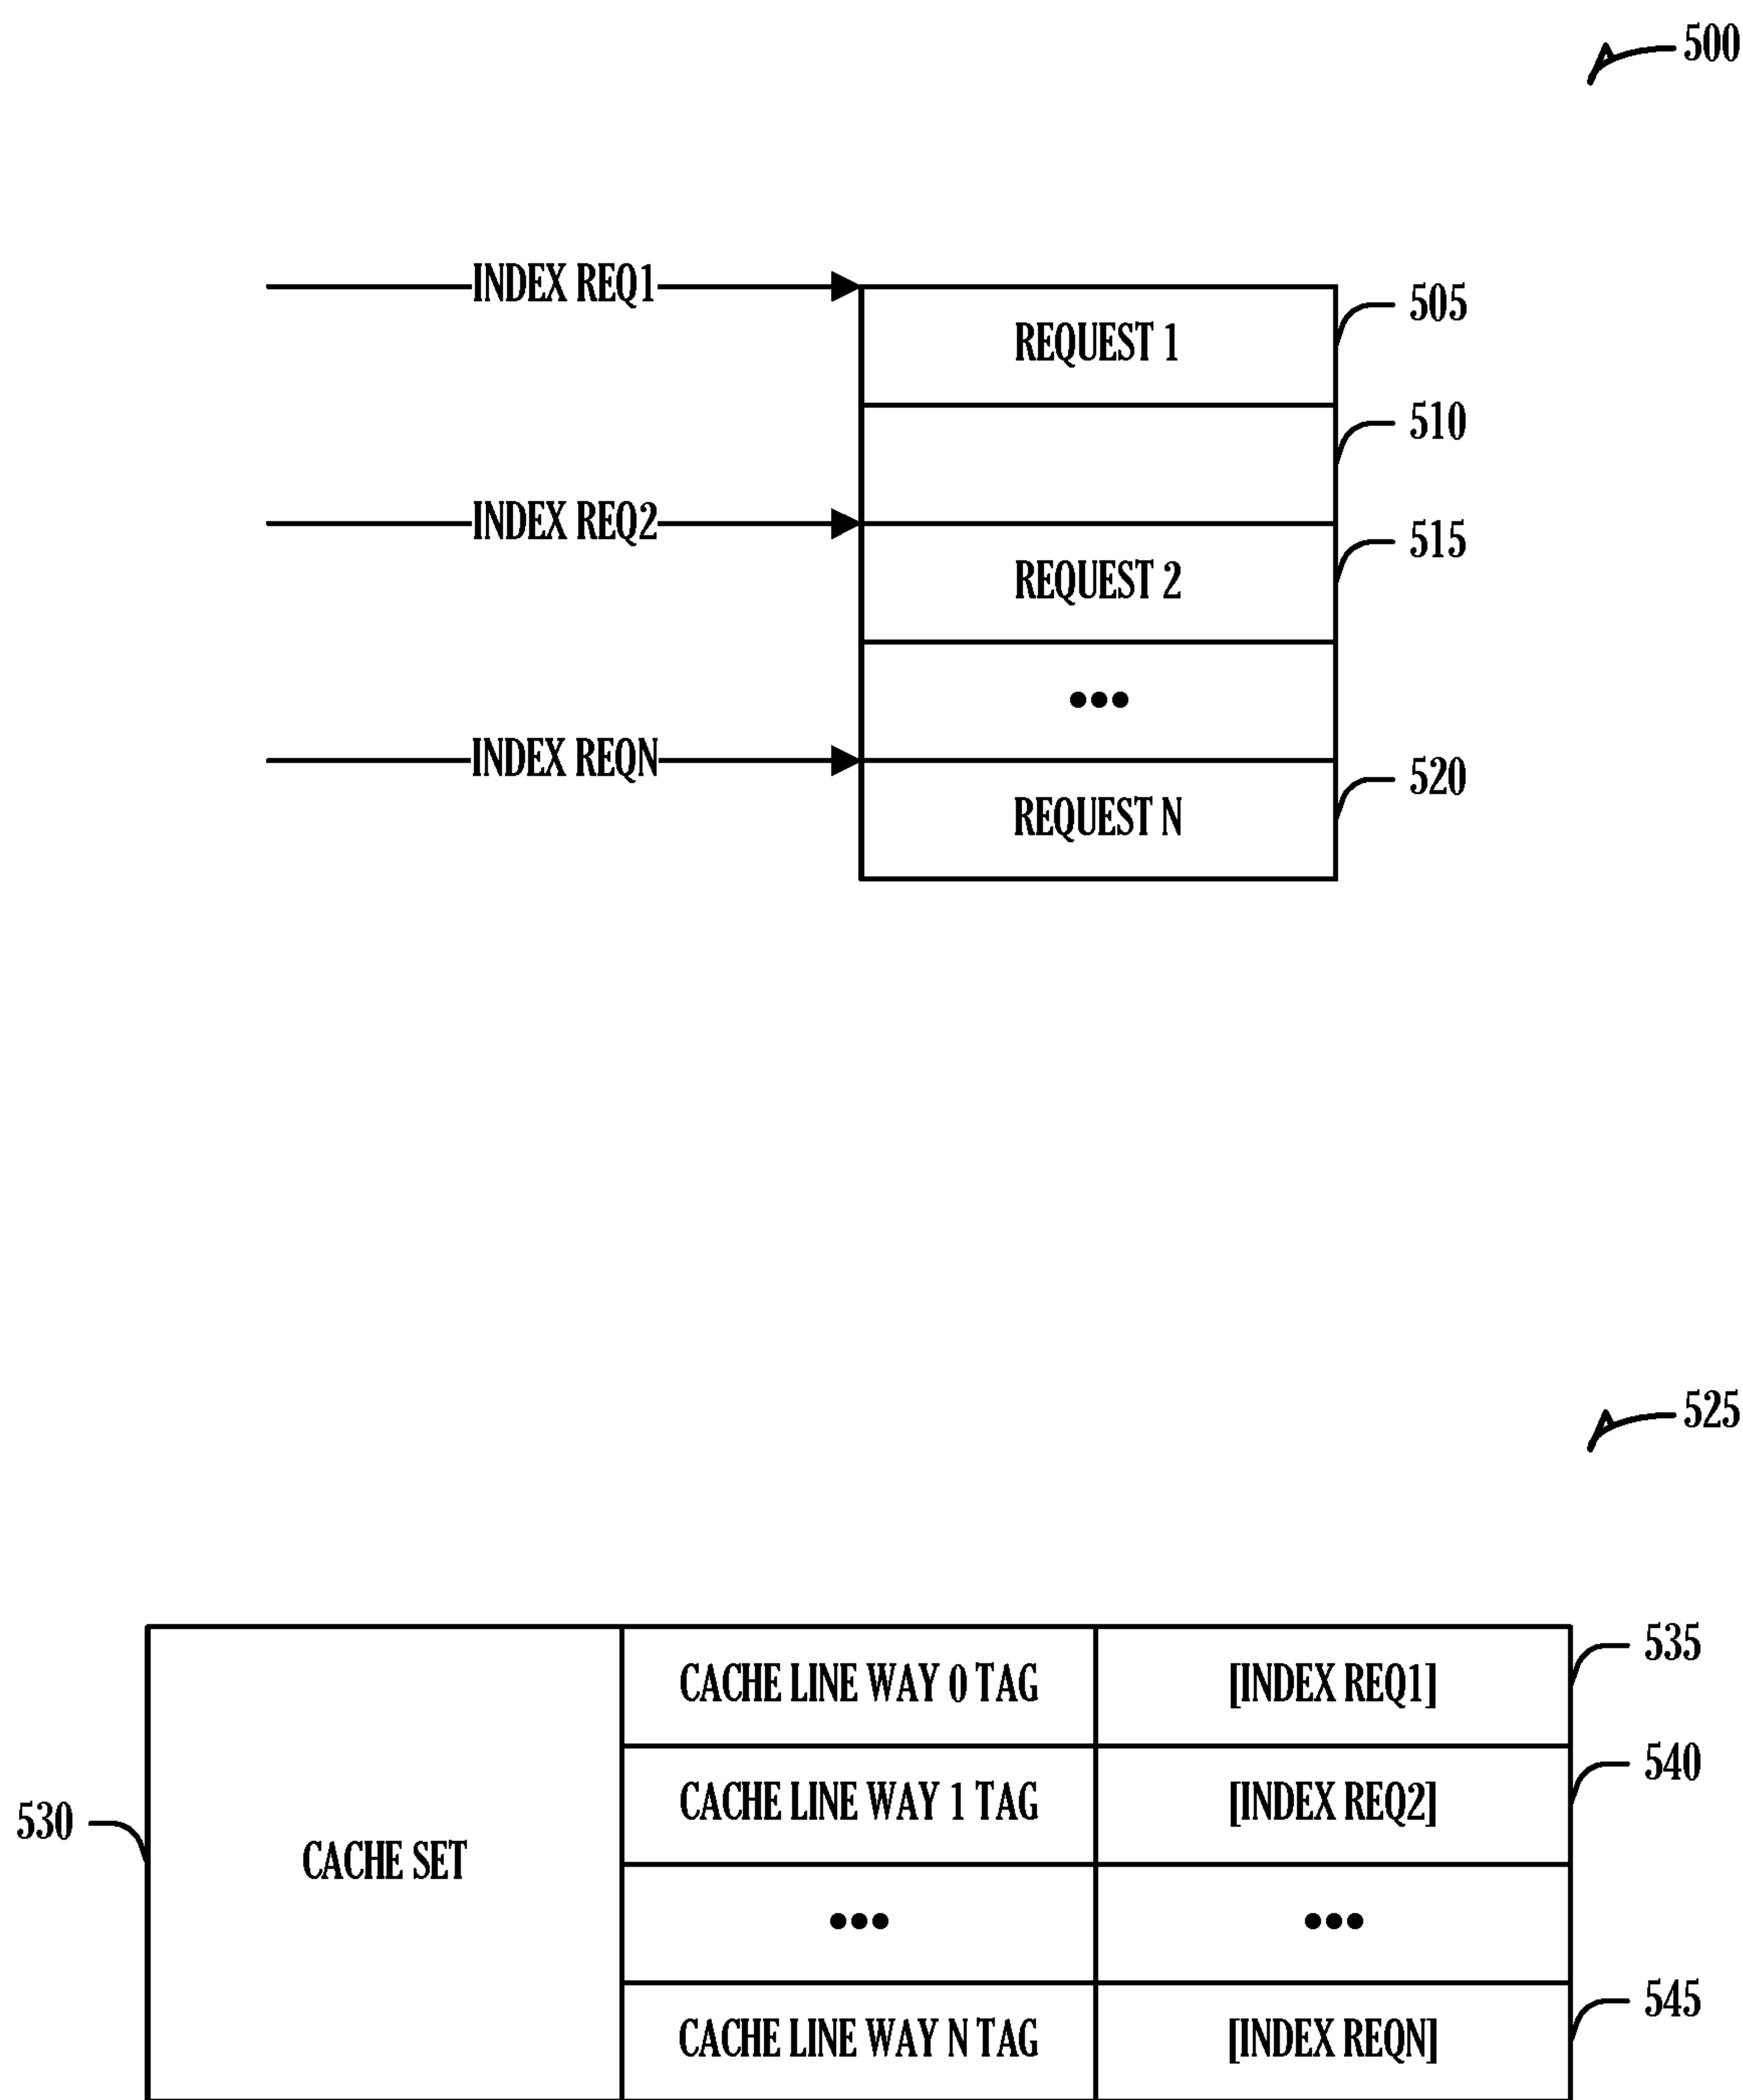 500
INDEX REQ1
REQUEST 1
505
510
INDEX REQ2
REQUEST 2
515
•••
INDEX REQN
REQUEST N
520
525
530
CACHE SET
CACHE LINE WAY 0 TAG
[INDEX REQ1]
535
CACHE LINE WAY 1 TAG
[INDEX REQ2]
540
•••
•••
CACHE LINE WAY N TAG
[INDEX REQN]
545